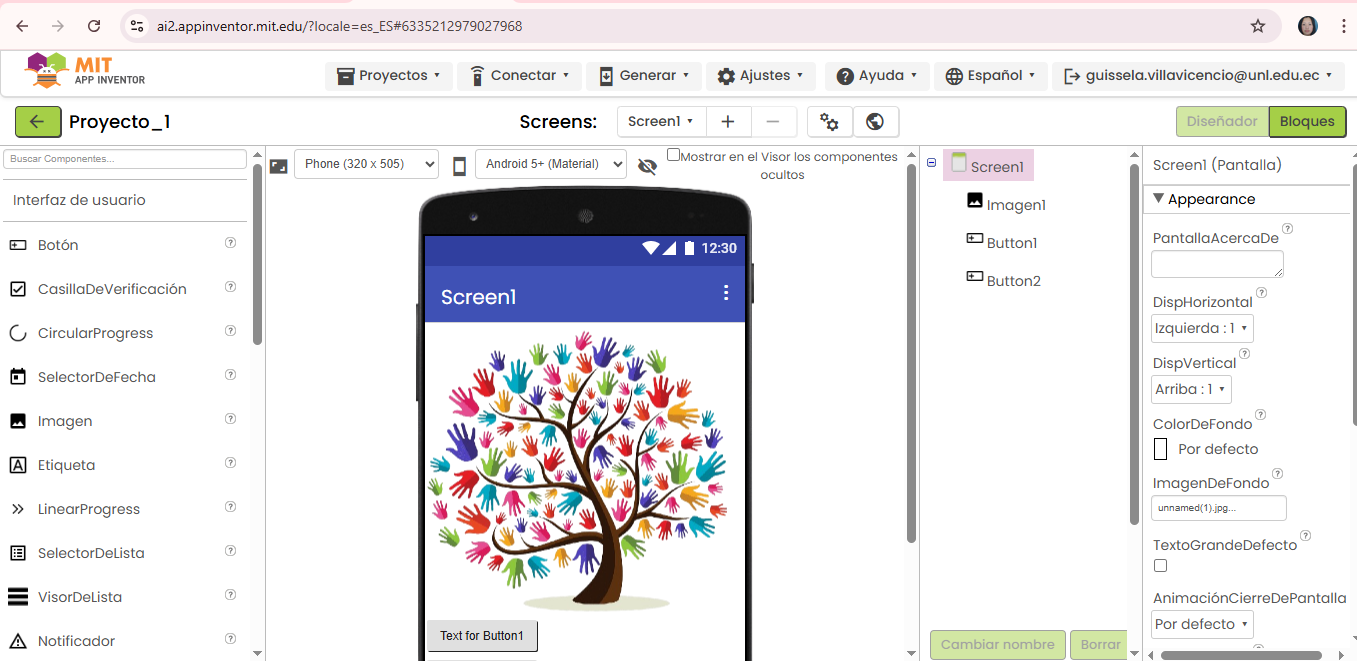 ai2.appinventor.mit.edu/?locale=es_ES#6335212979027968
MIT
APP INVENTOR
Proyectos
Conectar
Generar
Ajustes
Ayuda
Español
guissela.villavicencio@unl.edu.ec
Proyecto_1
Screens:
Screen1
Diseñador
Bloques
Buscar Componentes...
Interfaz de usuario
Botón
CasillaDeVerificación
CircularProgress
SelectorDeFecha
Imagen
Etiqueta
LinearProgress
SelectorDeLista
VisorDeLista
Notificador
Phone (320 x 505)
Android 5+ (Material)
Mostrar en el Visor los componentes
ocultos
12:30
Screen1
Text for Button1
Screen1
Imagen1
Button1
Button2
Cambiar nombre
Borrar
Screen1 (Pantalla)
Appearance
PantallaAcercaDe
DispHorizontal
Izquierda : 1
DispVertical
Arriba : 1
ColorDeFondo
Por defecto
ImagenDeFondo
unnamed(1).jpg...
TextoGrandeDefecto
AnimaciónCierreDePantalla
Por defecto